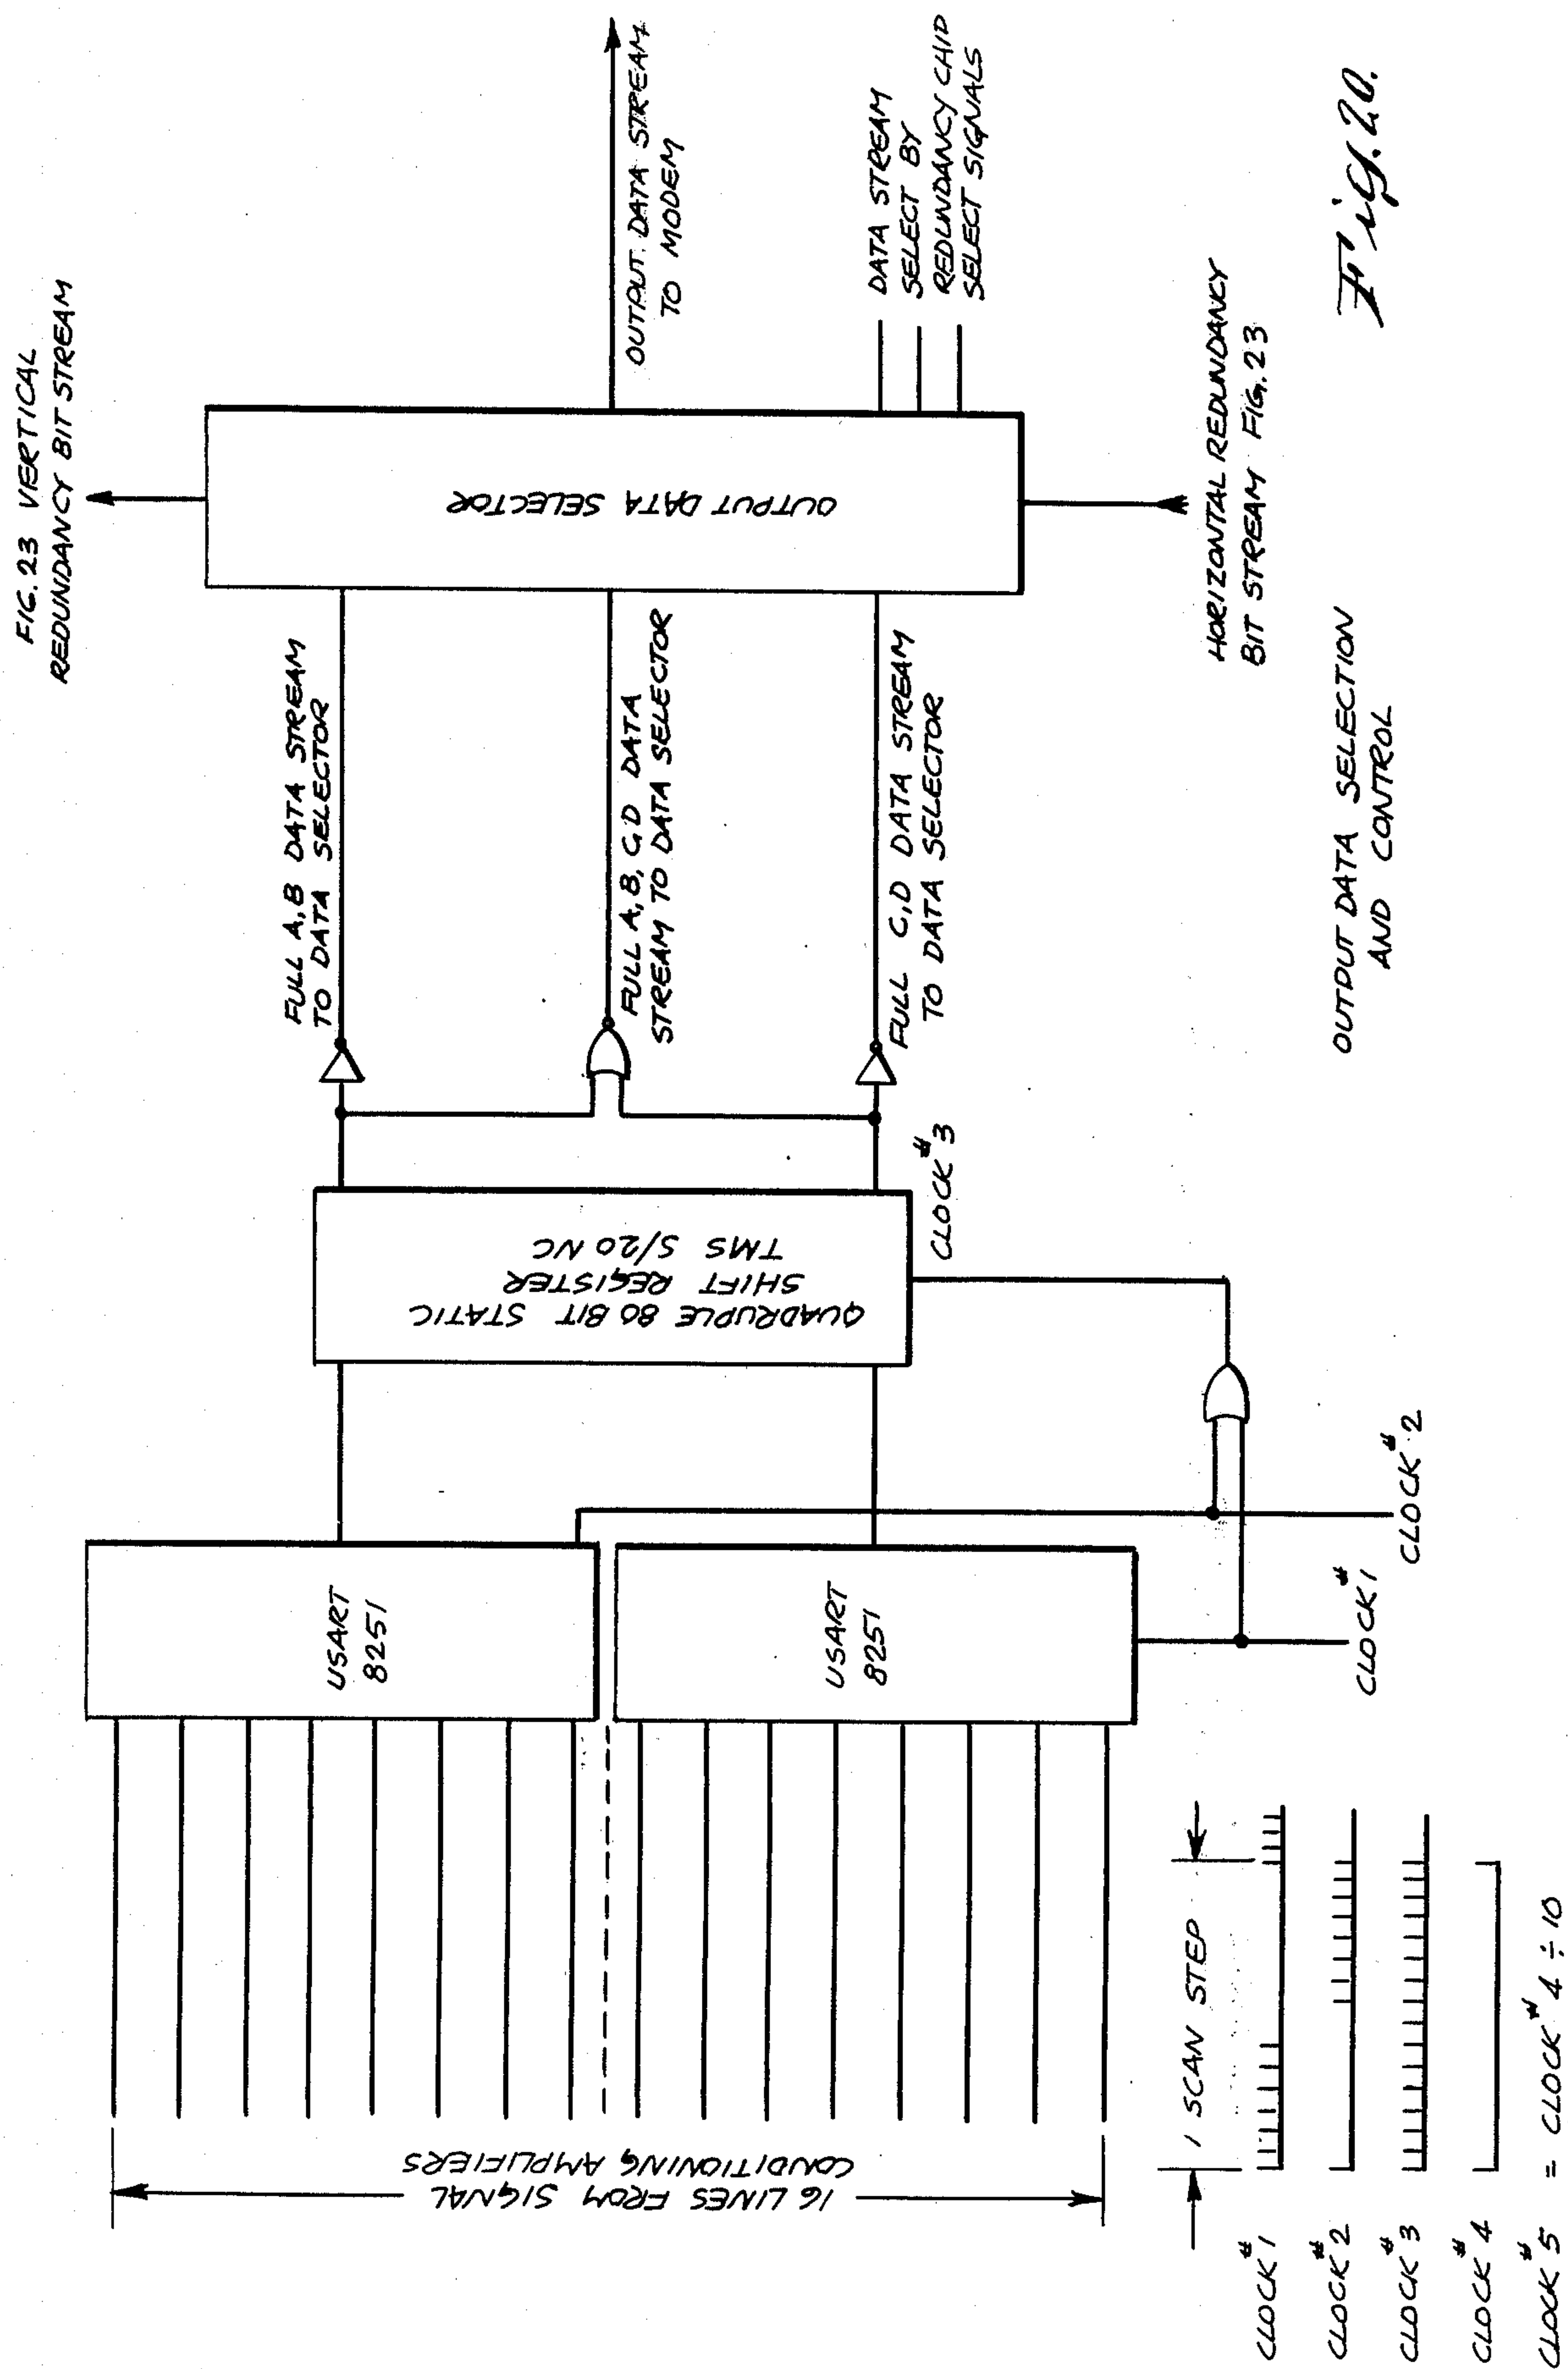 FIG. 23 VERTICAL
REDUNDANCY BIT STREAM
16 LINES FROM SIGNAL
CONDITIONING AMPLIFIERS
USART
8251
USART
8251
QUADRUPLE 80 BIT STATIC
SHIFT REGISTER
TMS 5/20 NC
FULL A,B DATA STREAM
TO DATA SELECTOR
FULL A,B, C,D DATA
STREAM TO DATA SELECTOR
FULL C,D DATA STREAM
TO DATA SELECTOR
OUTPUT DATA SELECTOR
OUTPUT DATA STREAM
TO MODEM
DATA STREAM
SELECT BY
REDUNDANCY CHIP
SELECT SIGNALS
CLOCK #3
HORIZONTAL REDUNDANCY
BIT STREAM FIG. 23
CLOCK #1
CLOCK #2
1 SCAN STEP
CLOCK #1
CLOCK #2
CLOCK #3
CLOCK #4
CLOCK #5 = CLOCK #4 ÷ 10
OUTPUT DATA SELECTION
AND CONTROL
Fig. 20.